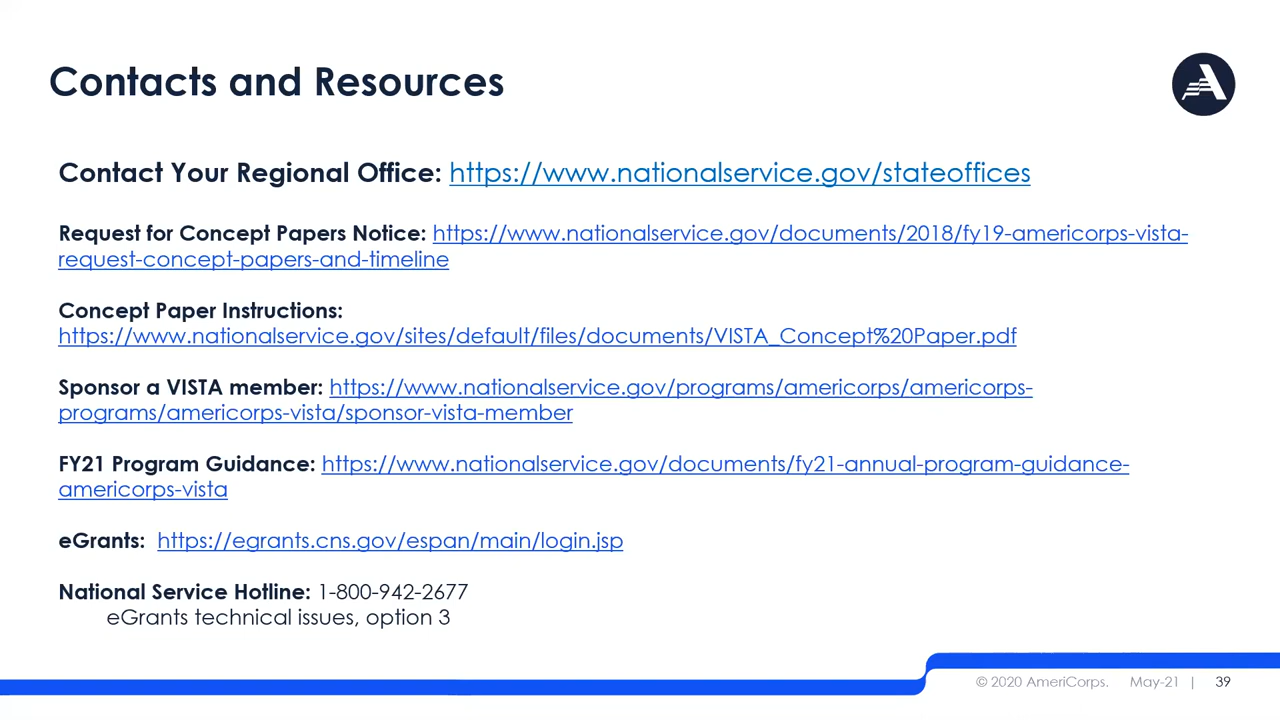 Contacts and Resources
Contact Your Regional Office: https://www.nationalservice.gov/stateoffices
Request for Concept Papers Notice: https://www.nationalservice.gov/documents/2018/fy19-americorps-vista-
request-concept-papers-and-timeline
Concept Paper Instructions:
https://www.nationalservice.gov/sites/default/files/documents/VISTA_Concept%20Paper.pdf
Sponsor a VISTA member: https://www.nationalservice.gov/programs/americorps/americorps-
programs/americorps-vista/sponsor-vista-member
FY21 Program Guidance: https://www.nationalservice.gov/documents/fy21-annual-program-guidance-
americorps-vista
eGrants: https://egrants.cns.gov/espan/main/login.jsp
National Service Hotline: 1-800-942-2677
eGrants technical issues, option 3
© 2020 AmeriCorps. May-21 | 39